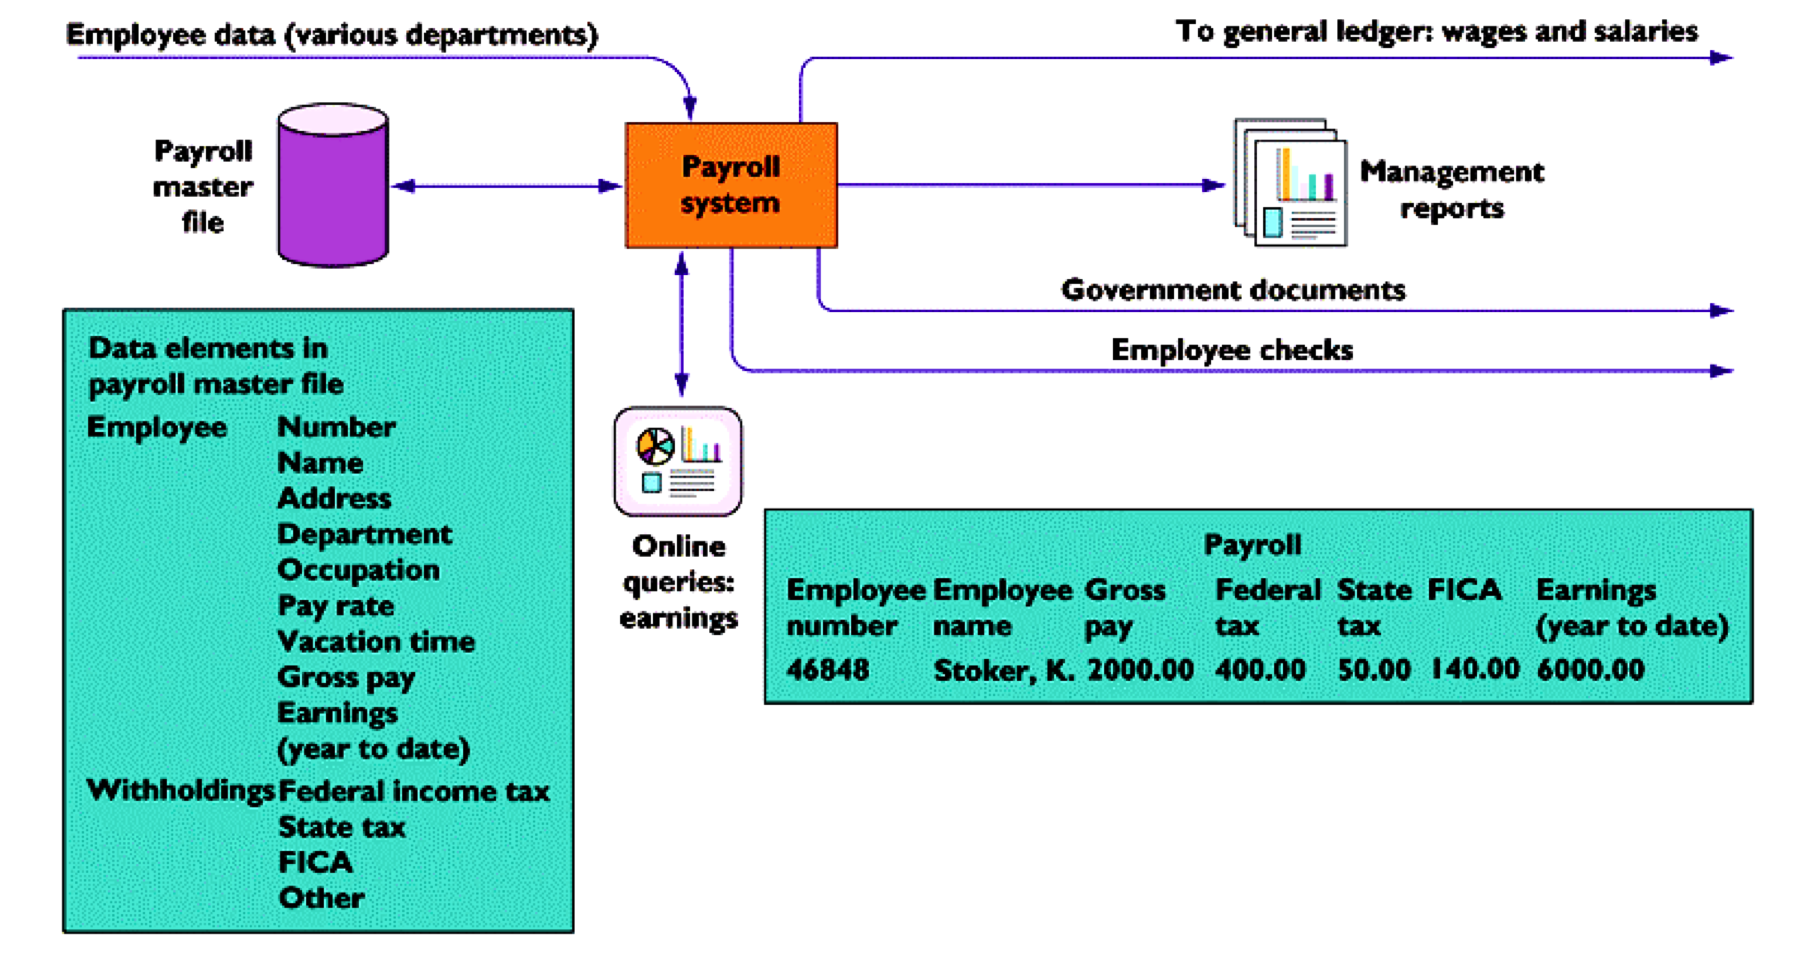 Employee data (various departments)
To general ledger: wages and salaries
Payroll
master
file
Payroll
system
Management
reports
Government documents
Employee checks
Data elements in
payroll master file
Employee Number
Name
Address
Department
Occupation
Pay rate
Vacation time
Gross pay
Earnings
(year to date)
Withholdings Federal income tax
State tax
FICA
Other
Online
queries:
earnings
Payroll
Employee Employee Gross Federal State FICA Earnings
number name pay tax tax (year to date)
46848 Stoker, K. 2000.00 400.00 50.00 140.00 6000.00